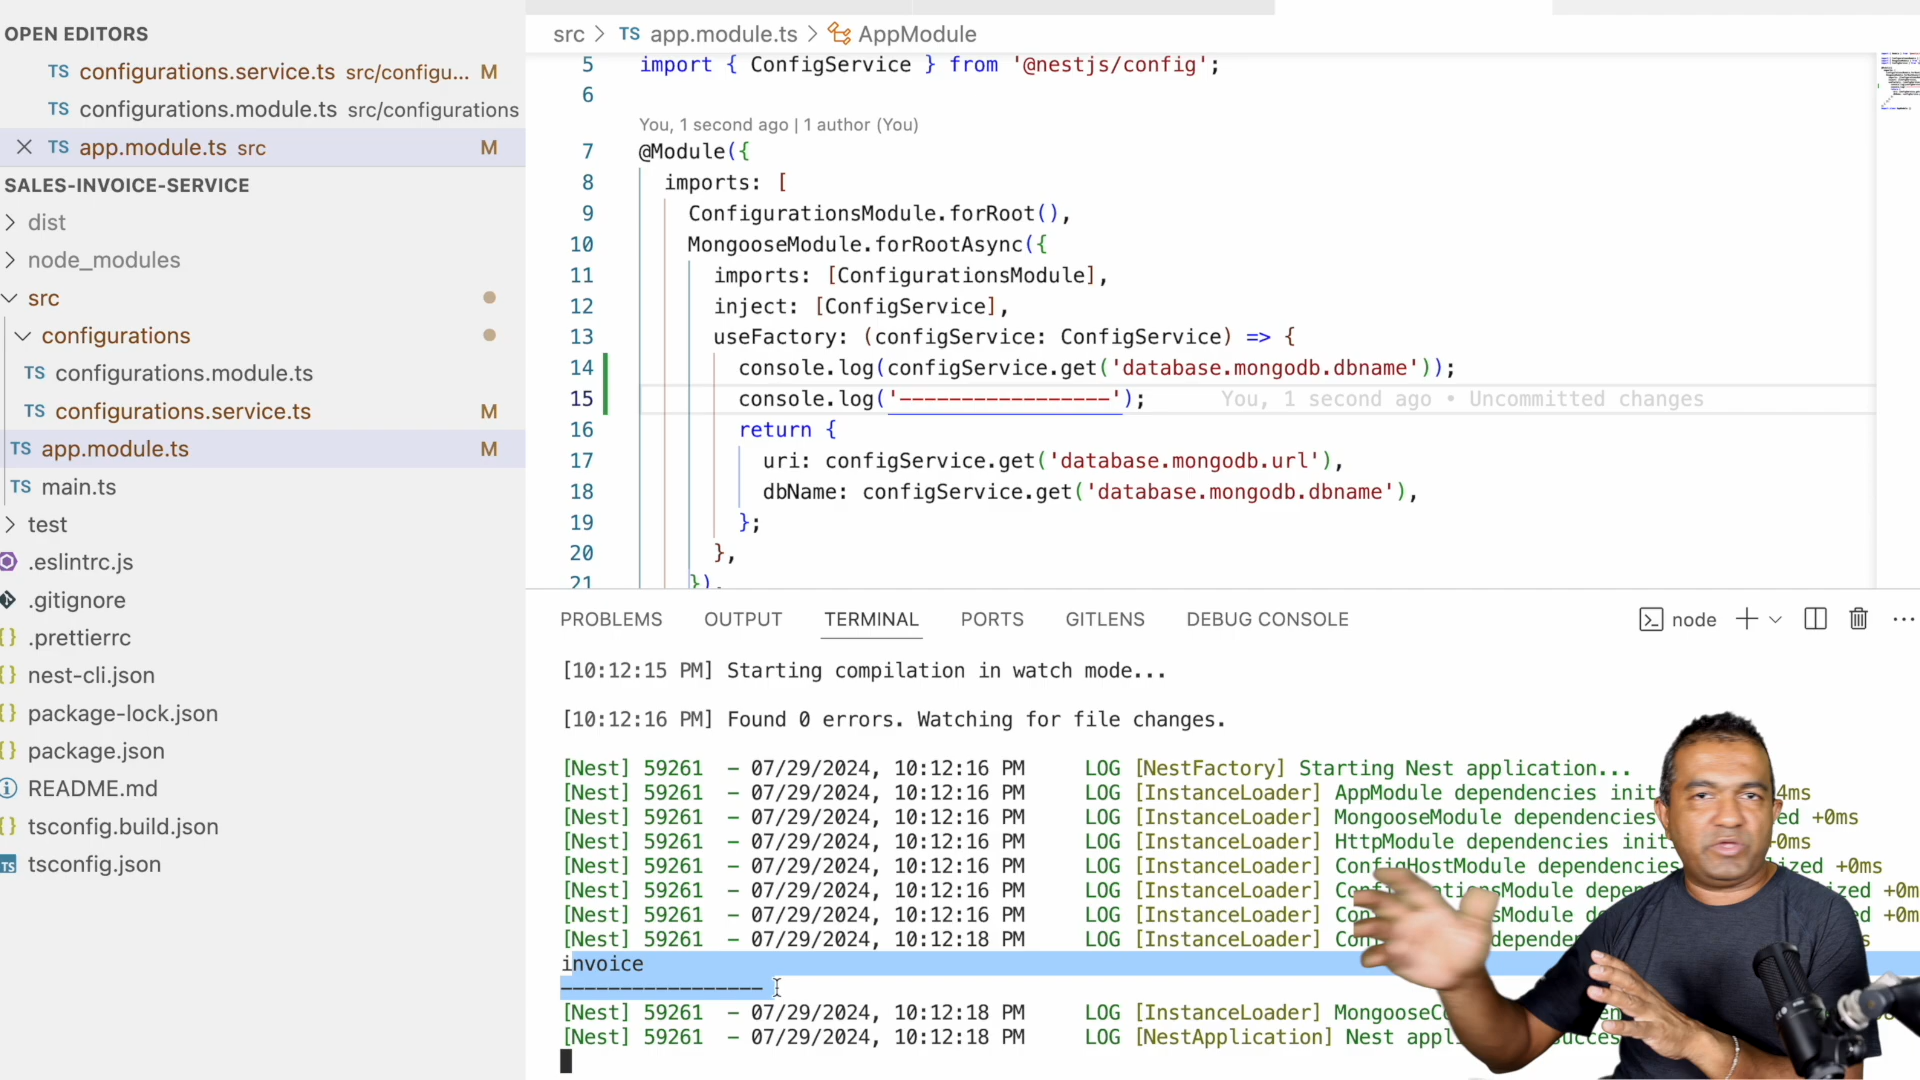 OPEN EDITORS
TS configurations.service.ts src/configu... M
TS configurations.module.ts src/configurations
TS app.module.ts src M
SALES-INVOICE-SERVICE
dist
node_modules
src
configurations
TS configurations.module.ts
TS configurations.service.ts M
TS app.module.ts M
TS main.ts
test
.eslintrc.js
.gitignore
{} .prettierrc
{} nest-cli.json
{} package-lock.json
{} package.json
README.md
{} tsconfig.build.json
TS tsconfig.json
src > TS app.module.ts > AppModule
5 import { ConfigService } from '@nestjs/config';
6
You, 1 second ago | 1 author (You)
7 @Module({
8 imports: [
9 ConfigurationsModule.forRoot(),
10 MongooseModule.forRootAsync({
11 imports: [ConfigurationsModule],
12 inject: [ConfigService],
13 useFactory: (configService: ConfigService) => {
14 console.log(configService.get('database.mongodb.dbname'));
15 console.log('-----------------'); You, 1 second ago • Uncommitted changes
16 return {
17 uri: configService.get('database.mongodb.url'),
18 dbName: configService.get('database.mongodb.dbname'),
19 };
20 },
21 }),
PROBLEMS OUTPUT TERMINAL PORTS GITLENS DEBUG CONSOLE node
[10:12:15 PM] Starting compilation in watch mode...
[10:12:16 PM] Found 0 errors. Watching for file changes.
[Nest] 59261 - 07/29/2024, 10:12:16 PM LOG [NestFactory] Starting Nest application...
[Nest] 59261 - 07/29/2024, 10:12:16 PM LOG [InstanceLoader] AppModule dependencies 4ms
[Nest] 59261 - 07/29/2024, 10:12:16 PM LOG [InstanceLoader] MongooseModule dependencies +0ms
[Nest] 59261 - 07/29/2024, 10:12:16 PM LOG [InstanceLoader] HttpModule dependencies +0ms
[Nest] 59261 - 07/29/2024, 10:12:16 PM LOG [InstanceLoader] ConfigHostModule dependencies +0ms
[Nest] 59261 - 07/29/2024, 10:12:16 PM LOG [InstanceLoader] +0m
[Nest] 59261 - 07/29/2024, 10:12:16 PM LOG [InstanceLoader] +0m
[Nest] 59261 - 07/29/2024, 10:12:18 PM LOG [InstanceLoader]
invoice
-----------------
[Nest] 59261 - 07/29/2024, 10:12:18 PM LOG [InstanceLoader]
[Nest] 59261 - 07/29/2024, 10:12:18 PM LOG [NestApplication] Nest